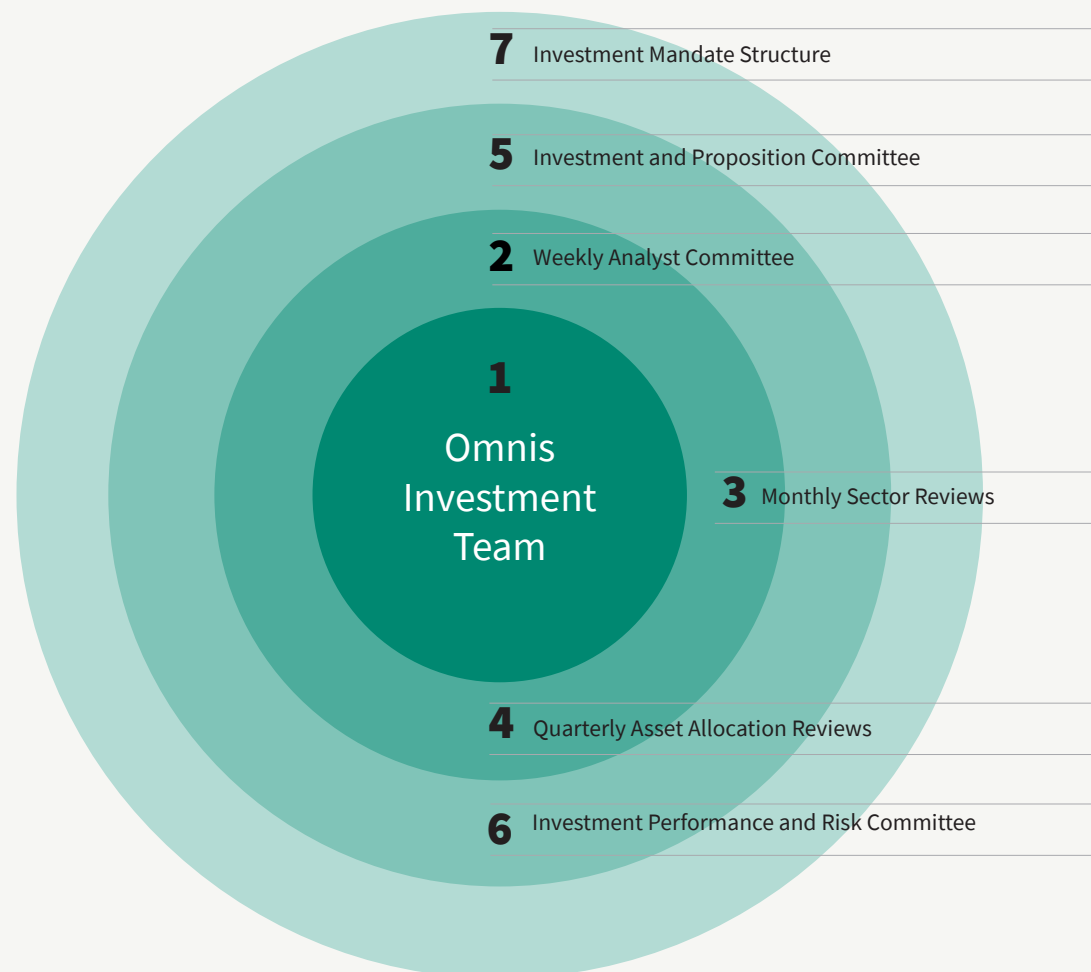 7 Investment Mandate Structure
5 Investment and Proposition Committee
2 Weekly Analyst Committee
1
Omnis
Investment
Team
3 Monthly Sector Reviews
4 Quarterly Asset Allocation Reviews
6 Investment Performance and Risk Committee